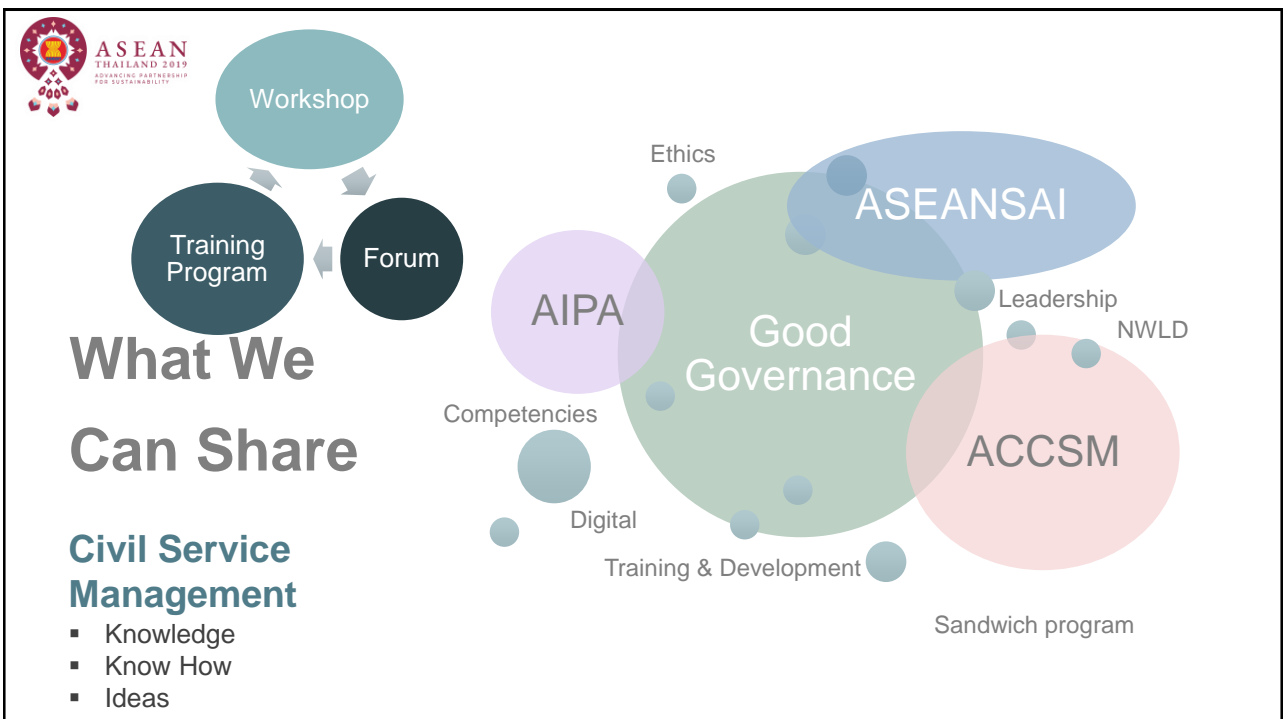 ASEAN
THAILAND 2019
ADVANCING PARTNERSHIP
FOR SUSTAINABILITY
Workshop
Training
Program
Forum
What We
Can Share
Civil Service
Management
▪ Knowledge
▪ Know How
▪ Ideas
Ethics
ASEANSAI
AIPA
Good
Governance
Leadership
NWLD
Competencies
ACCSM
Digital
Training & Development
Sandwich program